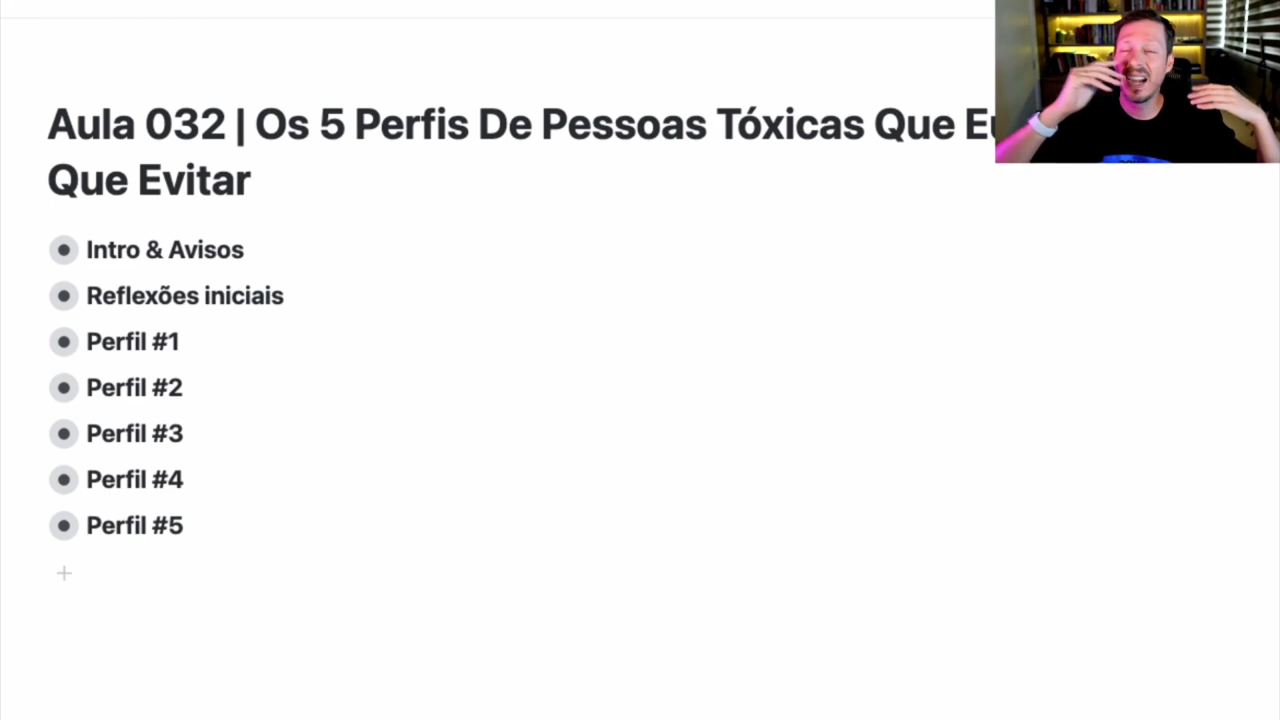 Aula 032 | Os 5 Perfis De Pessoas Tóxicas Que
Que Evitar
Intro & Avisos
Reflexões iniciais
Perfil #1
Perfil #2
Perfil #3
Perfil #4
Perfil #5